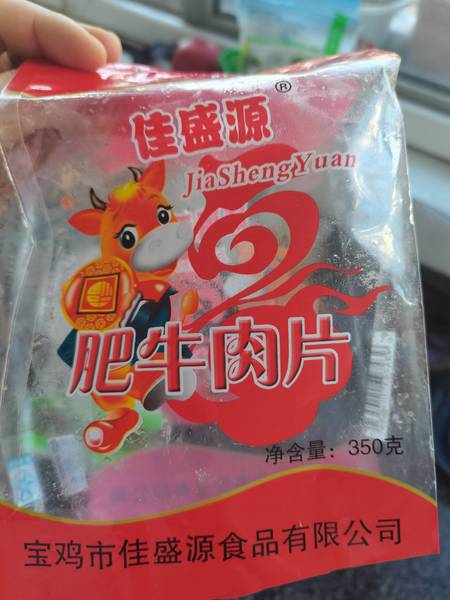 佳盛源®
JiaShengYuan
肥牛肉片
净含量：350克
宝鸡市佳盛源食品有限公司